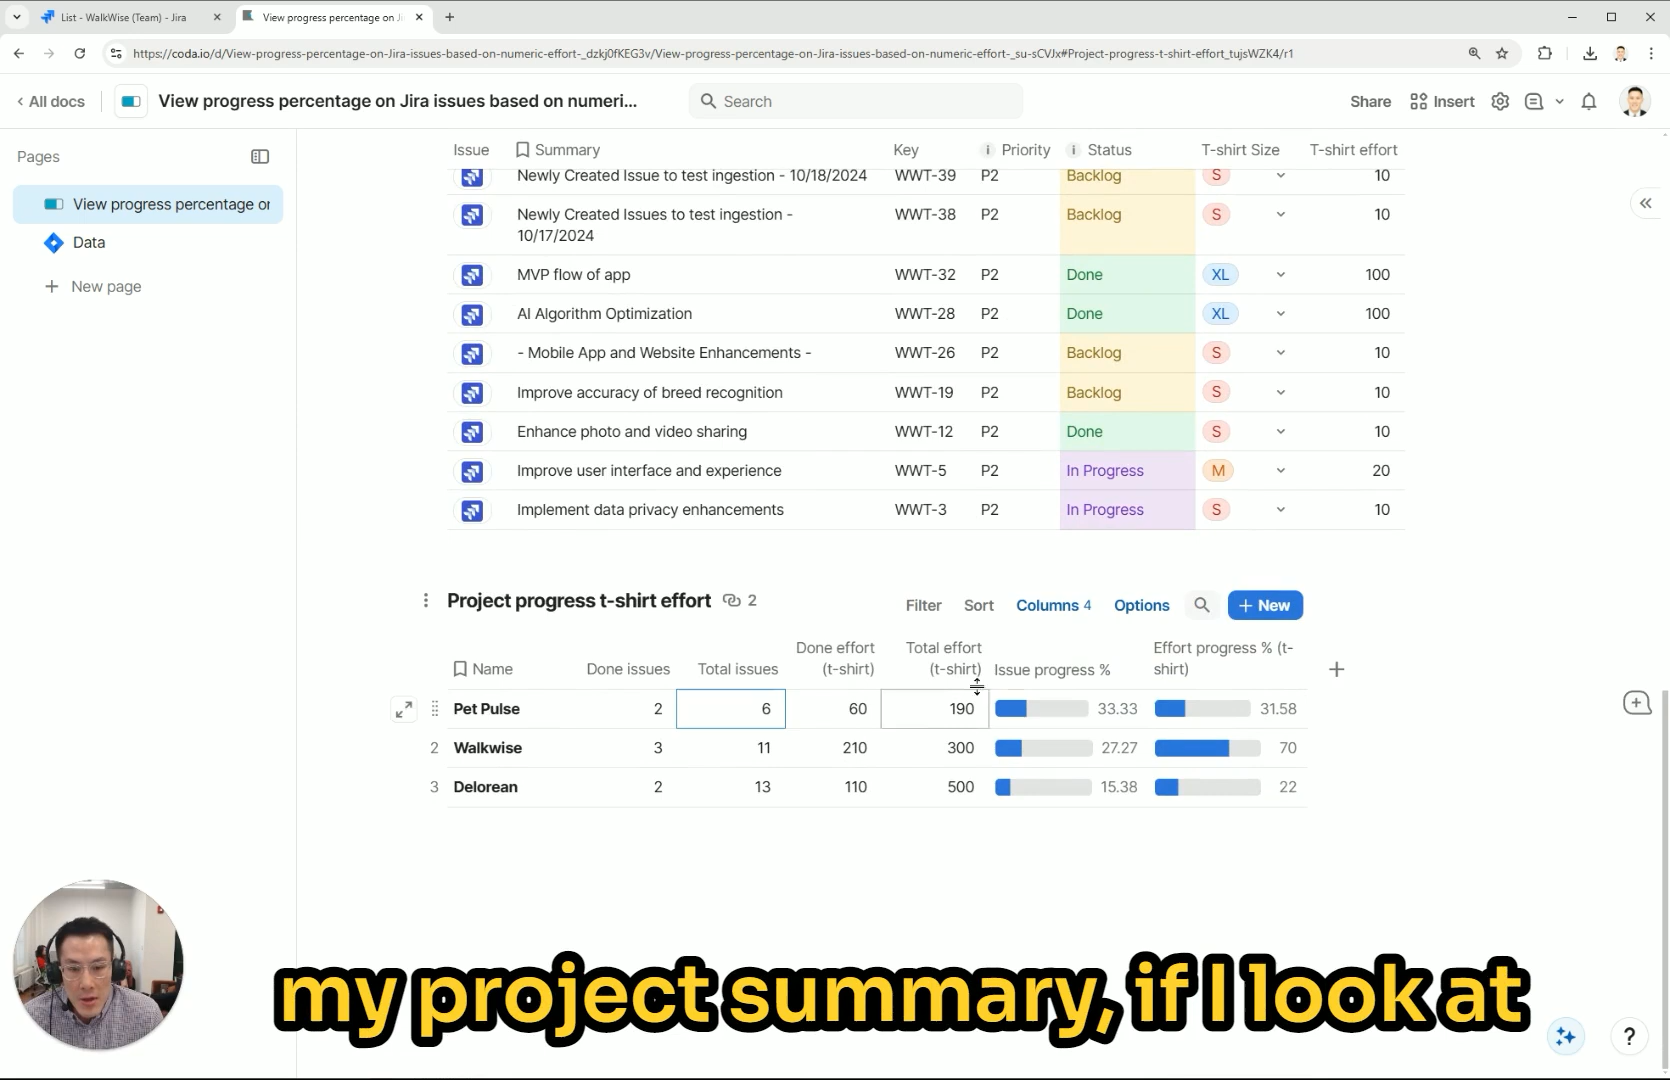 List - WalkWise (Team) - Jira
View progress percentage on Ji
https://coda.io/d/View-progress-percentage-on-Jira-issues-based-on-numeric-effort-_dzkj0fKEG3v/View-progress-percentage-on-Jira-issues-based-on-numeric-effort-_su-sCVJx#Project-progress-t-shirt-effort_tujsWZK4/r1
All docs
View progress percentage on Jira issues based on numeri...
Search
Share
Insert
Pages
View progress percentage or
Data
New page
Issue Summary Key Priority Status T-shirt Size T-shirt effort
Newly Created Issue to test ingestion - 10/18/2024 WWT-39 P2 Backlog S 10
Newly Created Issues to test ingestion - WWT-38 P2 Backlog S 10
10/17/2024
MVP flow of app WWT-32 P2 Done XL 100
AI Algorithm Optimization WWT-28 P2 Done XL 100
- Mobile App and Website Enhancements - WWT-26 P2 Backlog S 10
Improve accuracy of breed recognition WWT-19 P2 Backlog S 10
Enhance photo and video sharing WWT-12 P2 Done S 10
Improve user interface and experience WWT-5 P2 In Progress M 20
Implement data privacy enhancements WWT-3 P2 In Progress S 10
Project progress t-shirt effort 2
Filter Sort Columns 4 Options + New
Done effort Total effort Effort progress % (t-
Name Done issues Total issues (t-shirt) (t-shirt) Issue progress % shirt)
Pet Pulse 2 6 60 190 33.33 31.58
2 Walkwise 3 11 210 300 27.27 70
3 Delorean 2 13 110 500 15.38 22
my project summary, if I look at
?